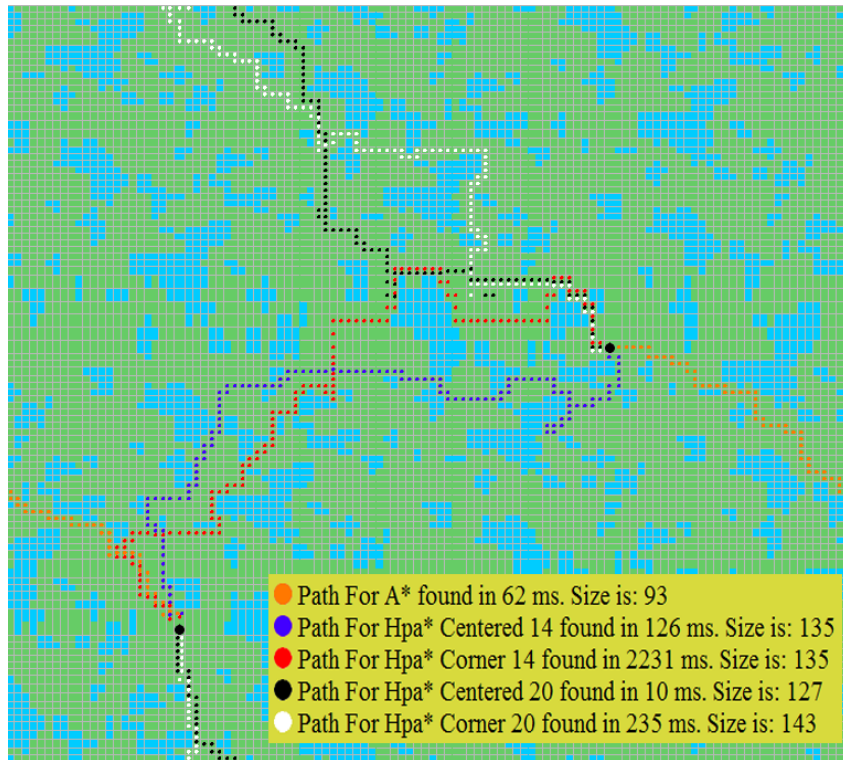 Path For A* found in 62 ms. Size is: 93
Path For Hpa* Centered 14 found in 126 ms. Size is: 135
Path For Hpa* Corner 14 found in 2231 ms. Size is: 135
Path For Hpa* Centered 20 found in 10 ms. Size is: 127
Path For Hpa* Corner 20 found in 235 ms. Size is: 143